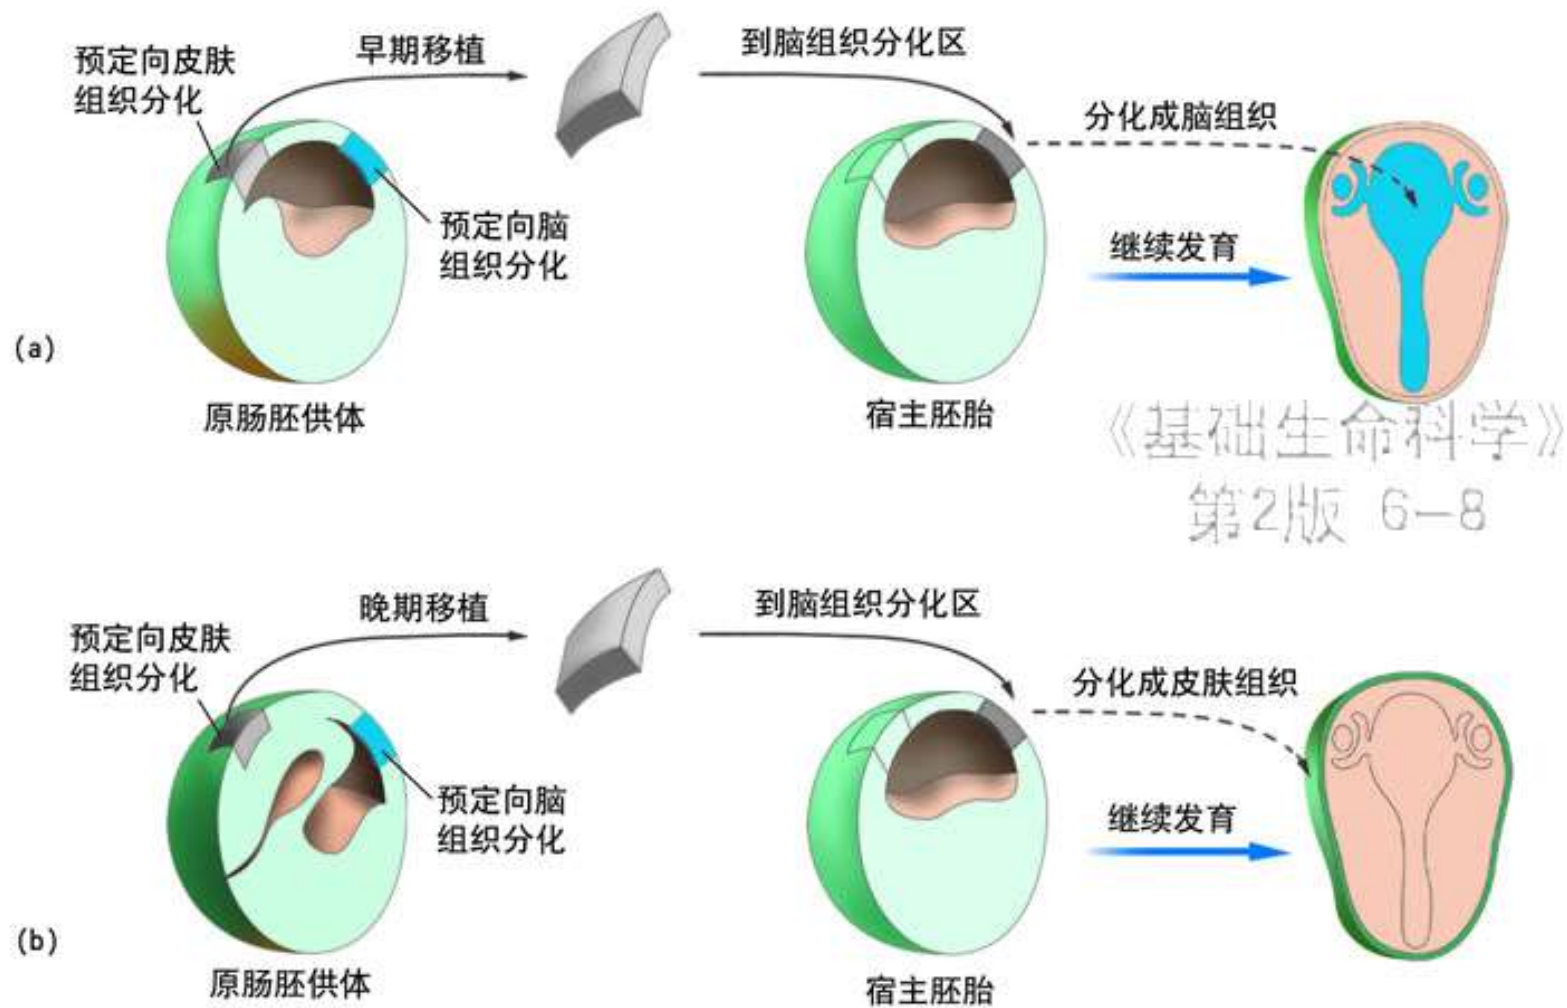 预定向皮肤
组织分化
早期移植
到脑组织分化区
分化成脑组织
预定向脑
组织分化
继续发育
(a)
原肠胚供体
宿主胚胎
《基础生命科学》
第2版 6-8
预定向皮肤
组织分化
晚期移植
到脑组织分化区
分化成皮肤组织
预定向脑
组织分化
继续发育
(b)
原肠胚供体
宿主胚胎